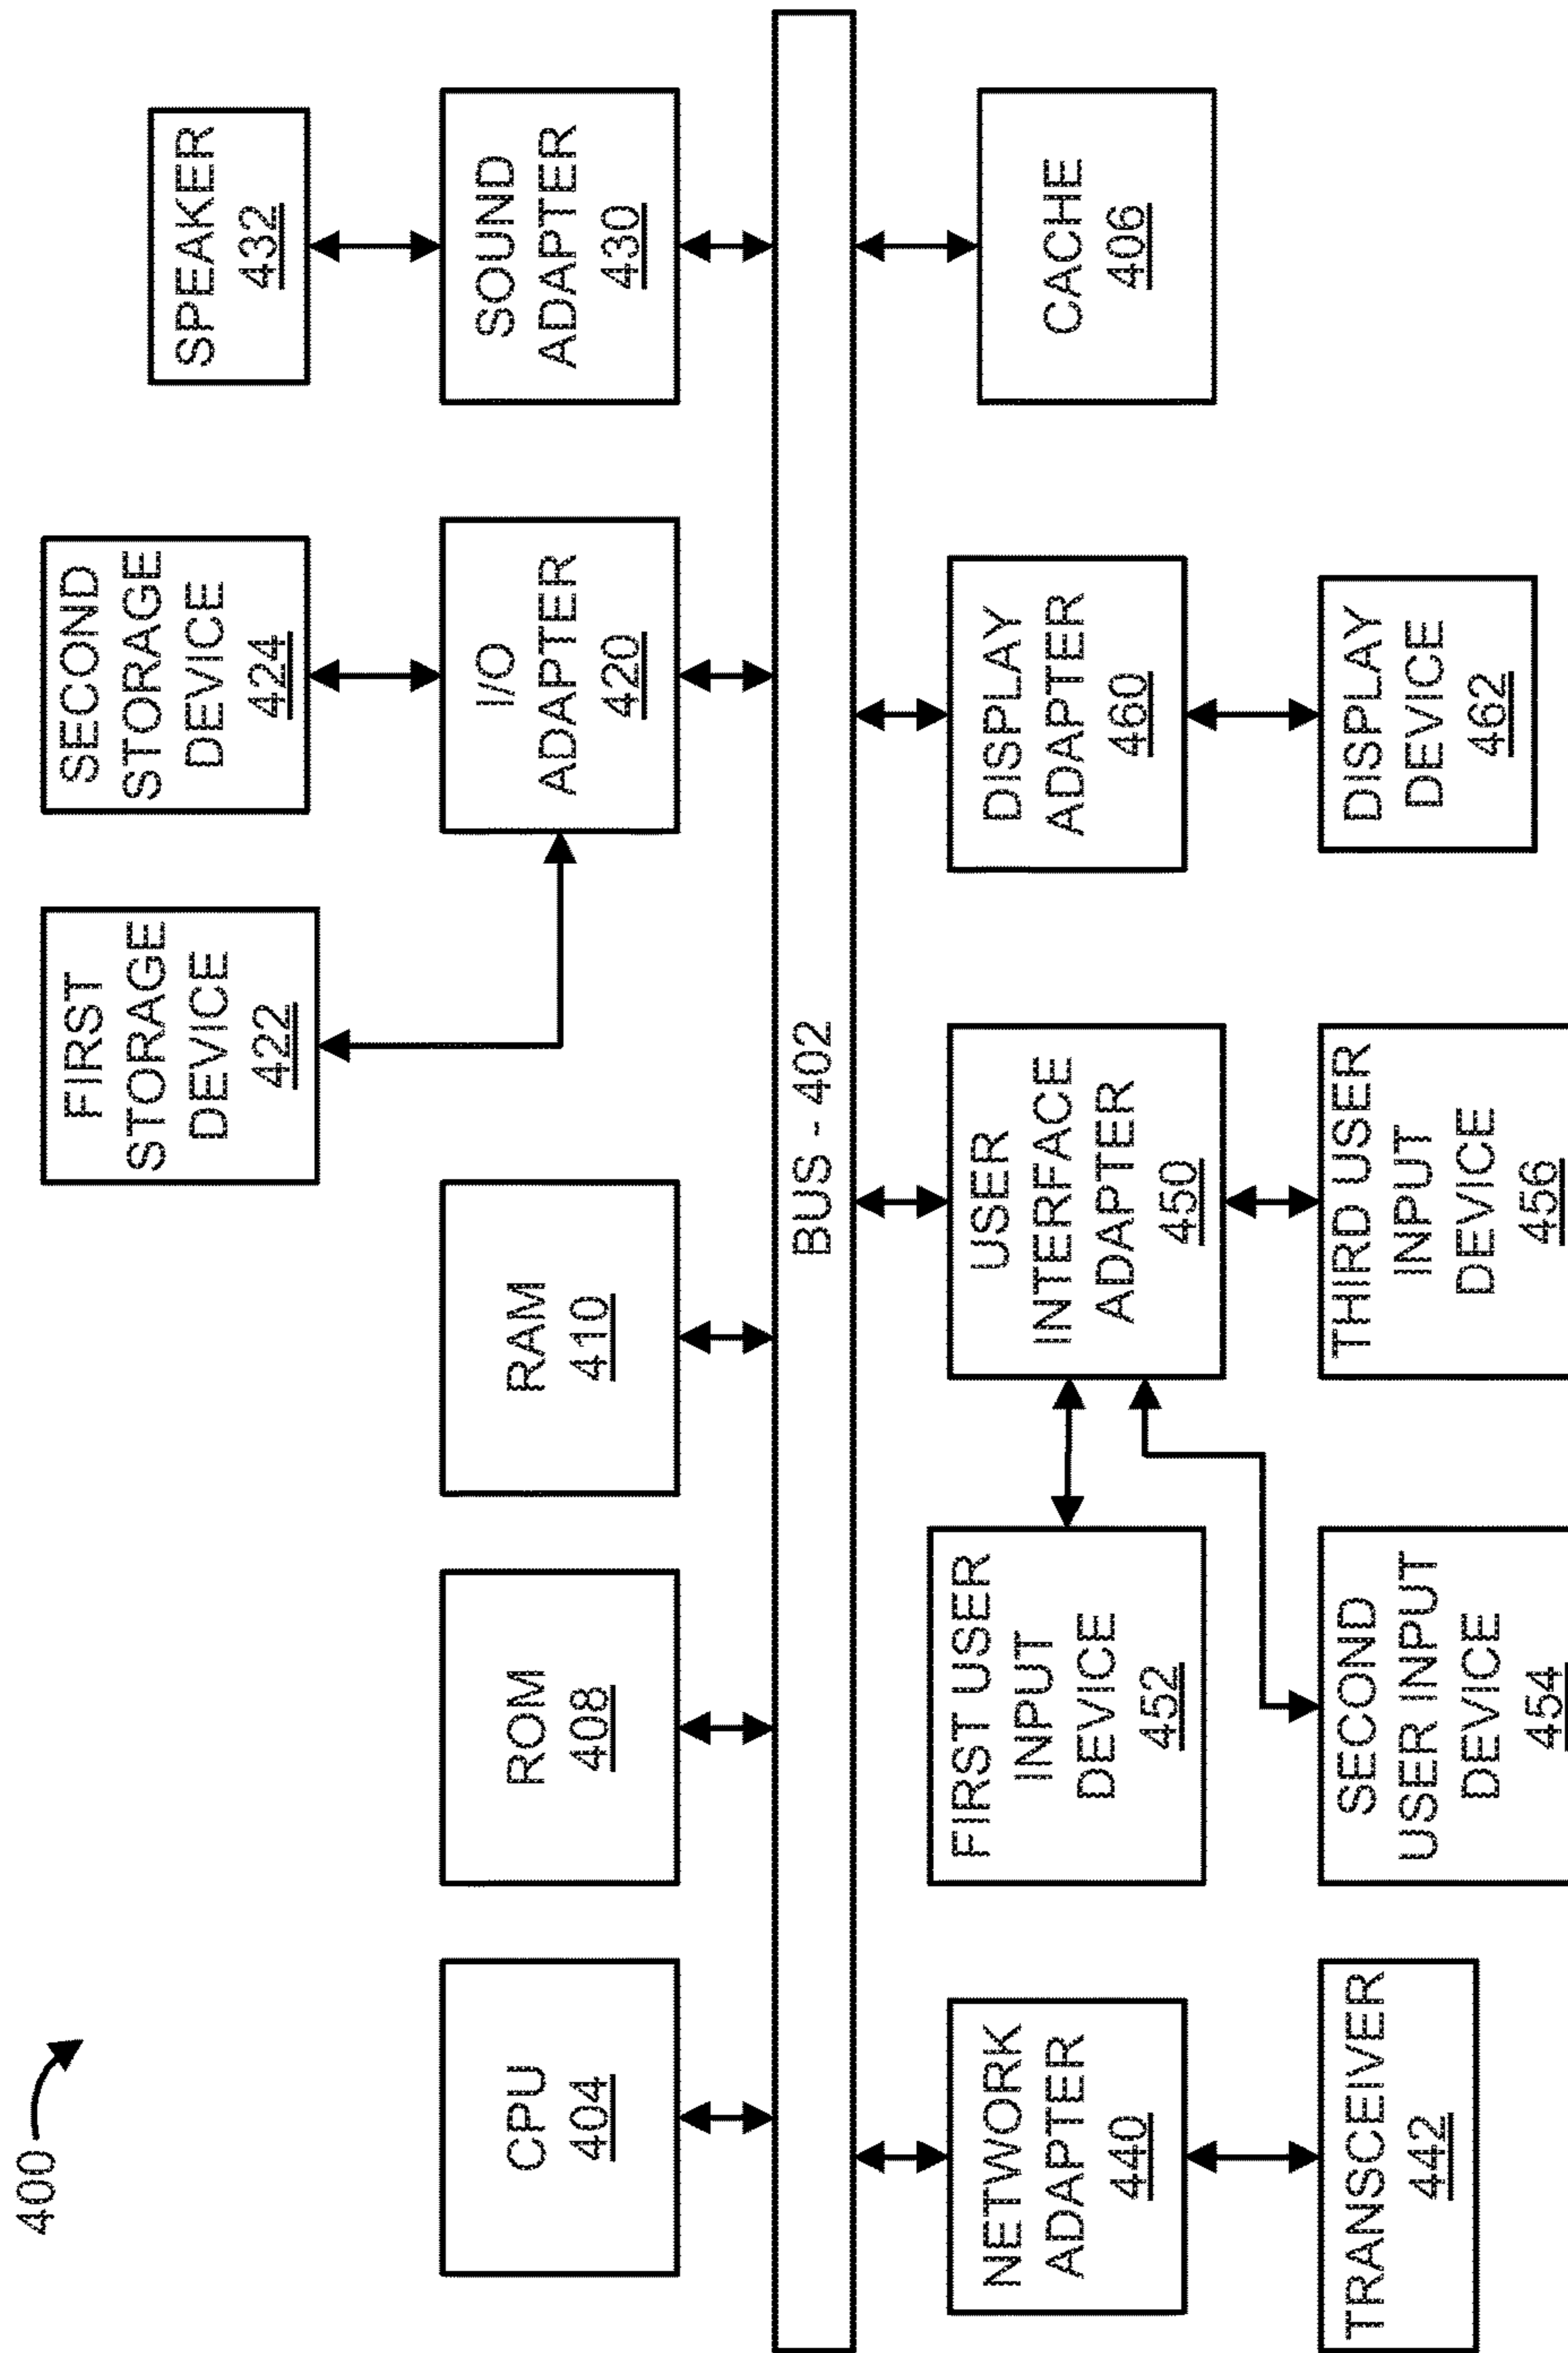 400
FIRST
STORAGE
DEVICE
422
SECOND
STORAGE
DEVICE
424
SPEAKER
432
CPU
404
ROM
408
RAM
410
I/O
ADAPTER
420
SOUND
ADAPTER
430
BUS - 402
NETWORK
ADAPTER
440
FIRST USER
INPUT
DEVICE
452
USER
INTERFACE
ADAPTER
450
DISPLAY
ADAPTER
460
CACHE
406
TRANSCEIVER
442
SECOND
USER INPUT
DEVICE
454
THIRD USER
INPUT
DEVICE
456
DISPLAY
DEVICE
462